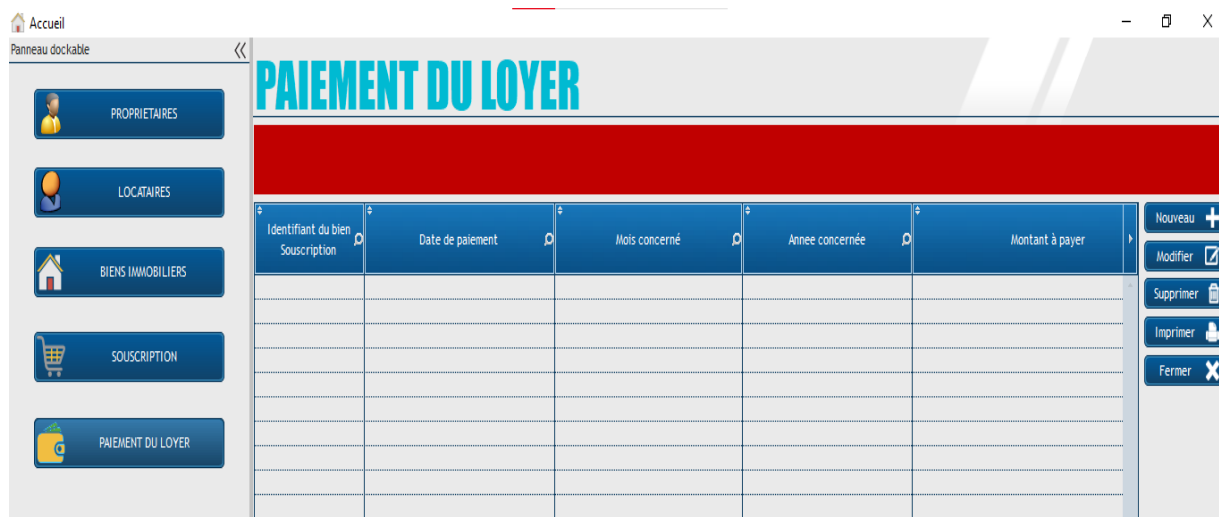 Accueil
Panneau dockable
PROPRIETAIRES
LOCATAIRES
BIENS IMMOBILIERS
SOUSCRIPTION
PAIEMENT DU LOYER
PAIEMENT DU LOYER
Identifiant du bien
Souscription
Date de paiement
Mois concerné
Annee concernée
Montant à payer
Nouveau
Modifier
Supprimer
Imprimer
Fermer